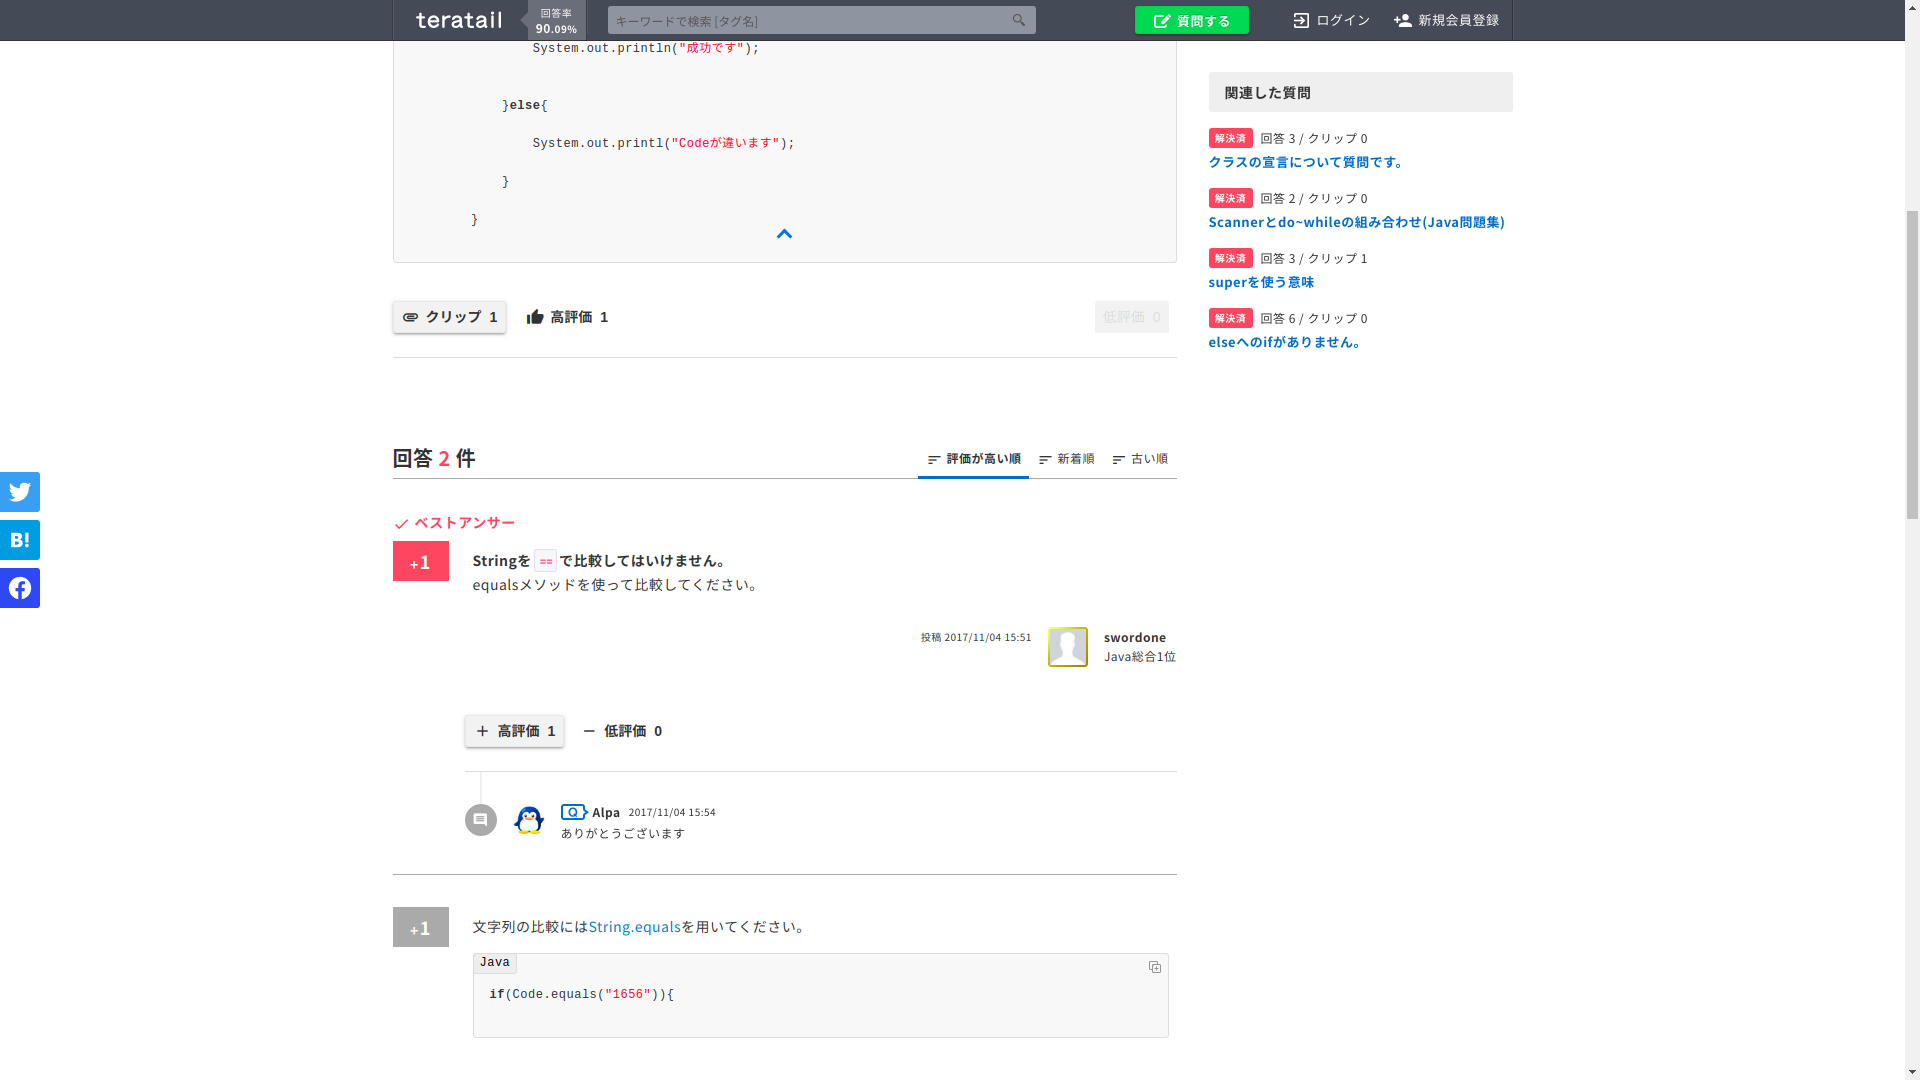 teratail
回答率
90.09%
キーワードで検索 [タグ名]
質問する
ログイン
新規会員登録
System.out.println("成功です");
}else{
System.out.printl("Codeが違います");
}
}
クリップ 1
高評価 1
低評価 0
回答 2 件
評価が高い順
新着順
古い順
ベストアンサー
+1
Stringを == で比較してはいけません。
equalsメソッドを使って比較してください。
投稿 2017/11/04 15:51
swordone
Java総合1位
高評価 1
低評価 0
Q Alpa 2017/11/04 15:54
ありがとうございます
+1
文字列の比較にはString.equalsを用いてください。
Java
if(Code.equals("1656")){
関連した質問
解決済 回答 3 / クリップ 0
クラスの宣言について質問です。
解決済 回答 2 / クリップ 0
Scannerとdo~whileの組み合わせ(Java問題集)
解決済 回答 3 / クリップ 1
superを使う意味
解決済 回答 6 / クリップ 0
elseへのifがありません。
B!